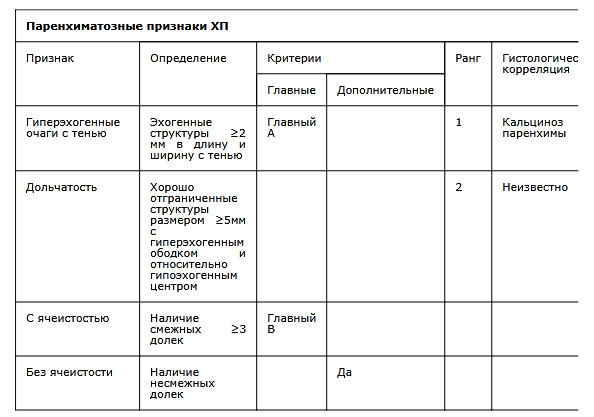 Паренхиматозные признаки ХП
Признак Определение Критерии Ранг Гистологичес
корреляция
Главные Дополнительные
Гиперэхогенные Эхогенные Главный 1 Кальциноз
очаги с тенью структуры ≥2 А паренхимы
мм в длину и
ширину с тенью
Дольчатость Хорошо 2 Неизвестно
отграниченные
структуры
размером ≥5мм
с
гиперэхогенным
ободком и
относительно
гипоэхогенным
центром
С ячеистостью Наличие Главный
смежных ≥3 В
долек
Без ячеистости Наличие Да
несмежных
долек